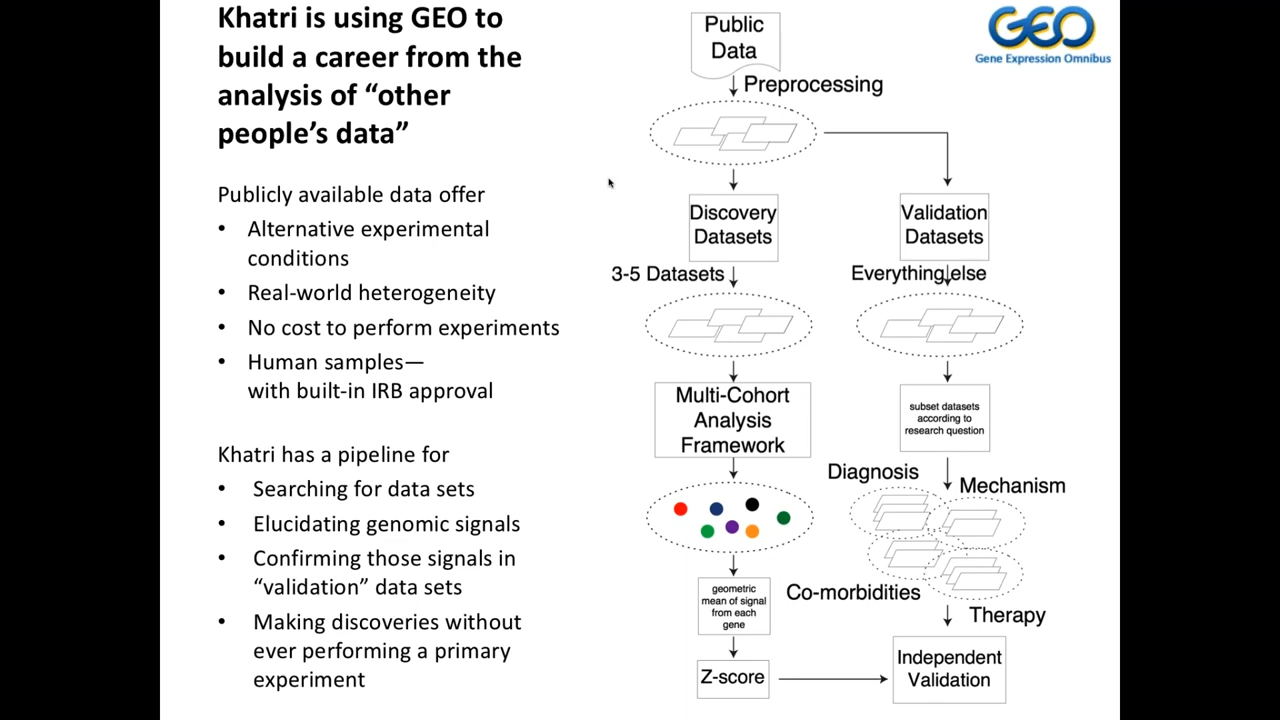 Khatri is using GEO to
build a career from the
analysis of “other
people’s data”
Publicly available data offer
• Alternative experimental
conditions
• Real-world heterogeneity
• No cost to perform experiments
• Human samples—
with built-in IRB approval
Khatri has a pipeline for
• Searching for data sets
• Elucidating genomic signals
• Confirming those signals in
“validation” data sets
• Making discoveries without
ever performing a primary
experiment
Public
Data
Preprocessing
Discovery
Datasets
3-5 Datasets
Multi-Cohort
Analysis
Framework
geometric
mean of signal
from each
gene
Z-score
Validation
Datasets
Everything else
subset datasets
according to
research question
Diagnosis
Mechanism
Co-morbidities
Therapy
Independent
Validation
GEO
Gene Expression Omnibus